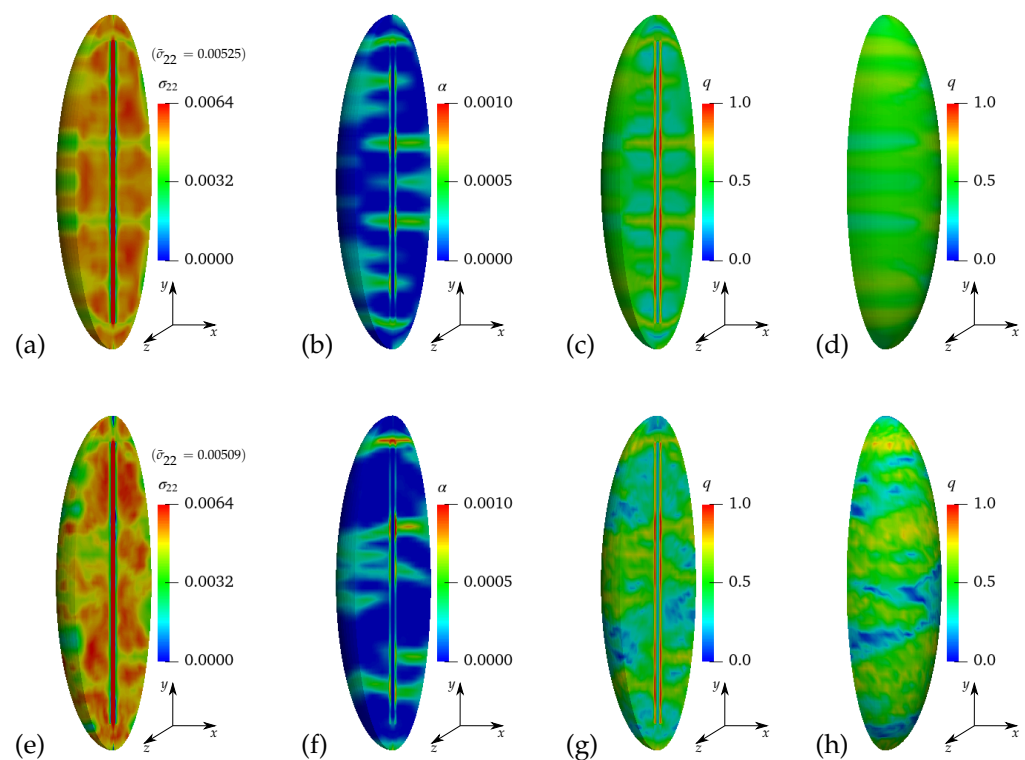 (σ̄22 = 0.00525)
σ22
0.0064
0.0032
0.0000
y
x
z
(a)
α
0.0010
0.0005
0.0000
y
x
z
(b)
q
1.0
0.5
0.0
y
x
z
(c)
q
1.0
0.5
0.0
y
x
z
(d)
(σ̄22 = 0.00509)
σ22
0.0064
0.0032
0.0000
y
x
z
(e)
α
0.0010
0.0005
0.0000
y
x
z
(f)
q
1.0
0.5
0.0
y
x
z
(g)
q
1.0
0.5
0.0
y
x
z
(h)